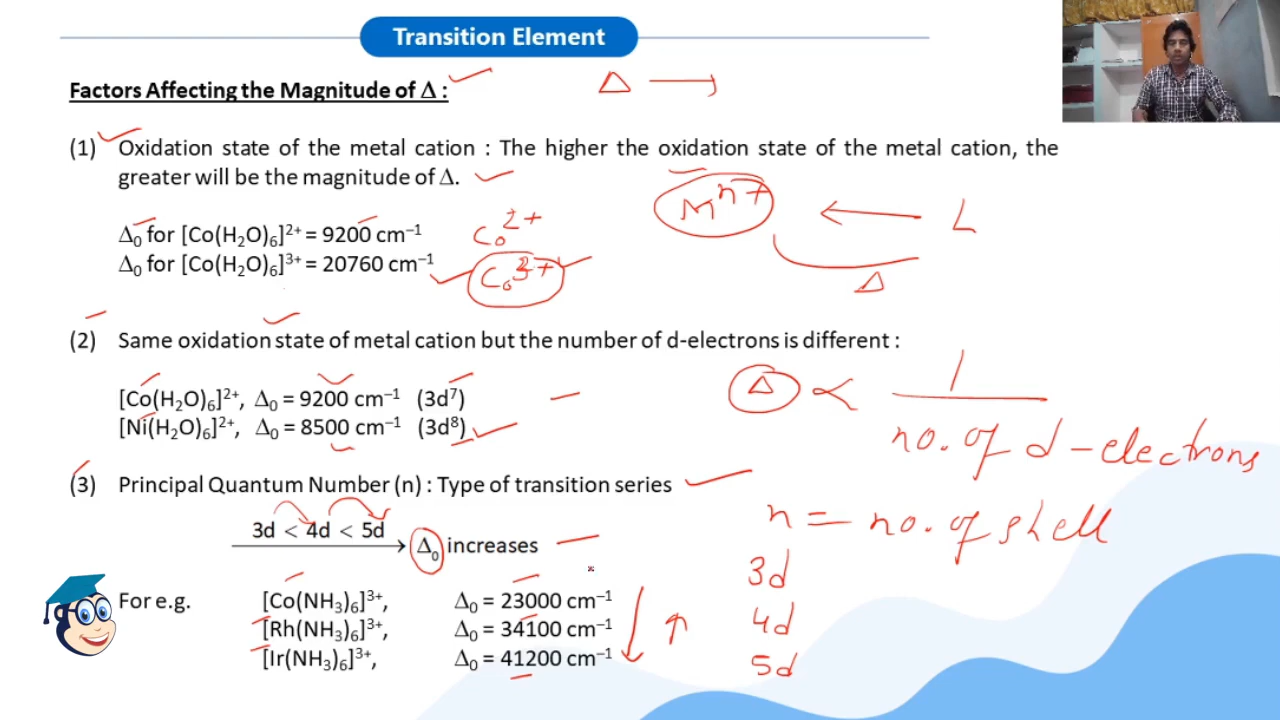 Transition Element
Factors Affecting the Magnitude of Δ :
Δ →
(1) Oxidation state of the metal cation : The higher the oxidation state of the metal cation, the
greater will be the magnitude of Δ.
Mⁿ⁺ ← L
Δ
Δ₀ for [Co(H₂O)₆]²⁺ = 9200 cm⁻¹
Co²⁺
Δ₀ for [Co(H₂O)₆]³⁺ = 20760 cm⁻¹
Co³⁺
(2) Same oxidation state of metal cation but the number of d-electrons is different :
[Co(H₂O)₆]²⁺, Δ₀ = 9200 cm⁻¹ (3d⁷)
[Ni(H₂O)₆]²⁺, Δ₀ = 8500 cm⁻¹ (3d⁸)
Δ ∝ 1
no. of d-electrons
(3) Principal Quantum Number (n) : Type of transition series
n = no. of shell
3d < 4d < 5d
→ Δ₀ increases
3d
4d
5d
For e.g. [Co(NH₃)₆]³⁺, Δ₀ = 23000 cm⁻¹
[Rh(NH₃)₆]³⁺, Δ₀ = 34100 cm⁻¹ ↓ ↑
[Ir(NH₃)₆]³⁺, Δ₀ = 41200 cm⁻¹